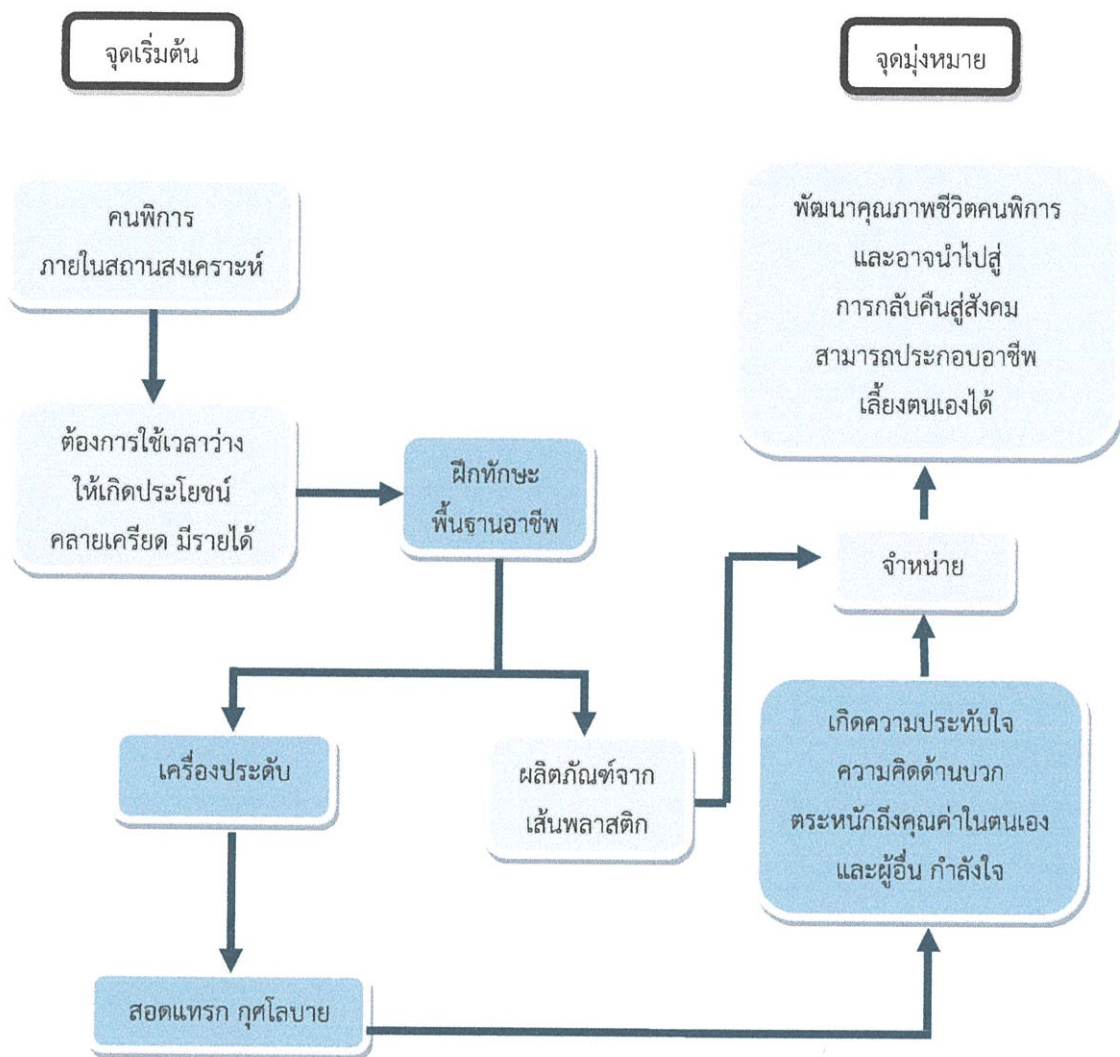 จุดเริ่มต้น
จุดมุ่งหมาย
คนพิการ
ภายในสถานสงเคราะห์
พัฒนาคุณภาพชีวิตคนพิการ
และอาจนำไปสู่
การกลับคืนสู่สังคม
สามารถประกอบอาชีพ
เลี้ยงตนเองได้
ต้องการใช้เวลาว่าง
ให้เกิดประโยชน์
คลายเครียด มีรายได้
ฝึกทักษะ
พื้นฐานอาชีพ
จำหน่าย
เครื่องประดับ
ผลิตภัณฑ์จาก
เส้นพลาสติก
เกิดความประทับใจ
ความคิดด้านบวก
ตระหนักถึงคุณค่าในตนเอง
และผู้อื่น กำลังใจ
สอดแทรก กุศโลบาย